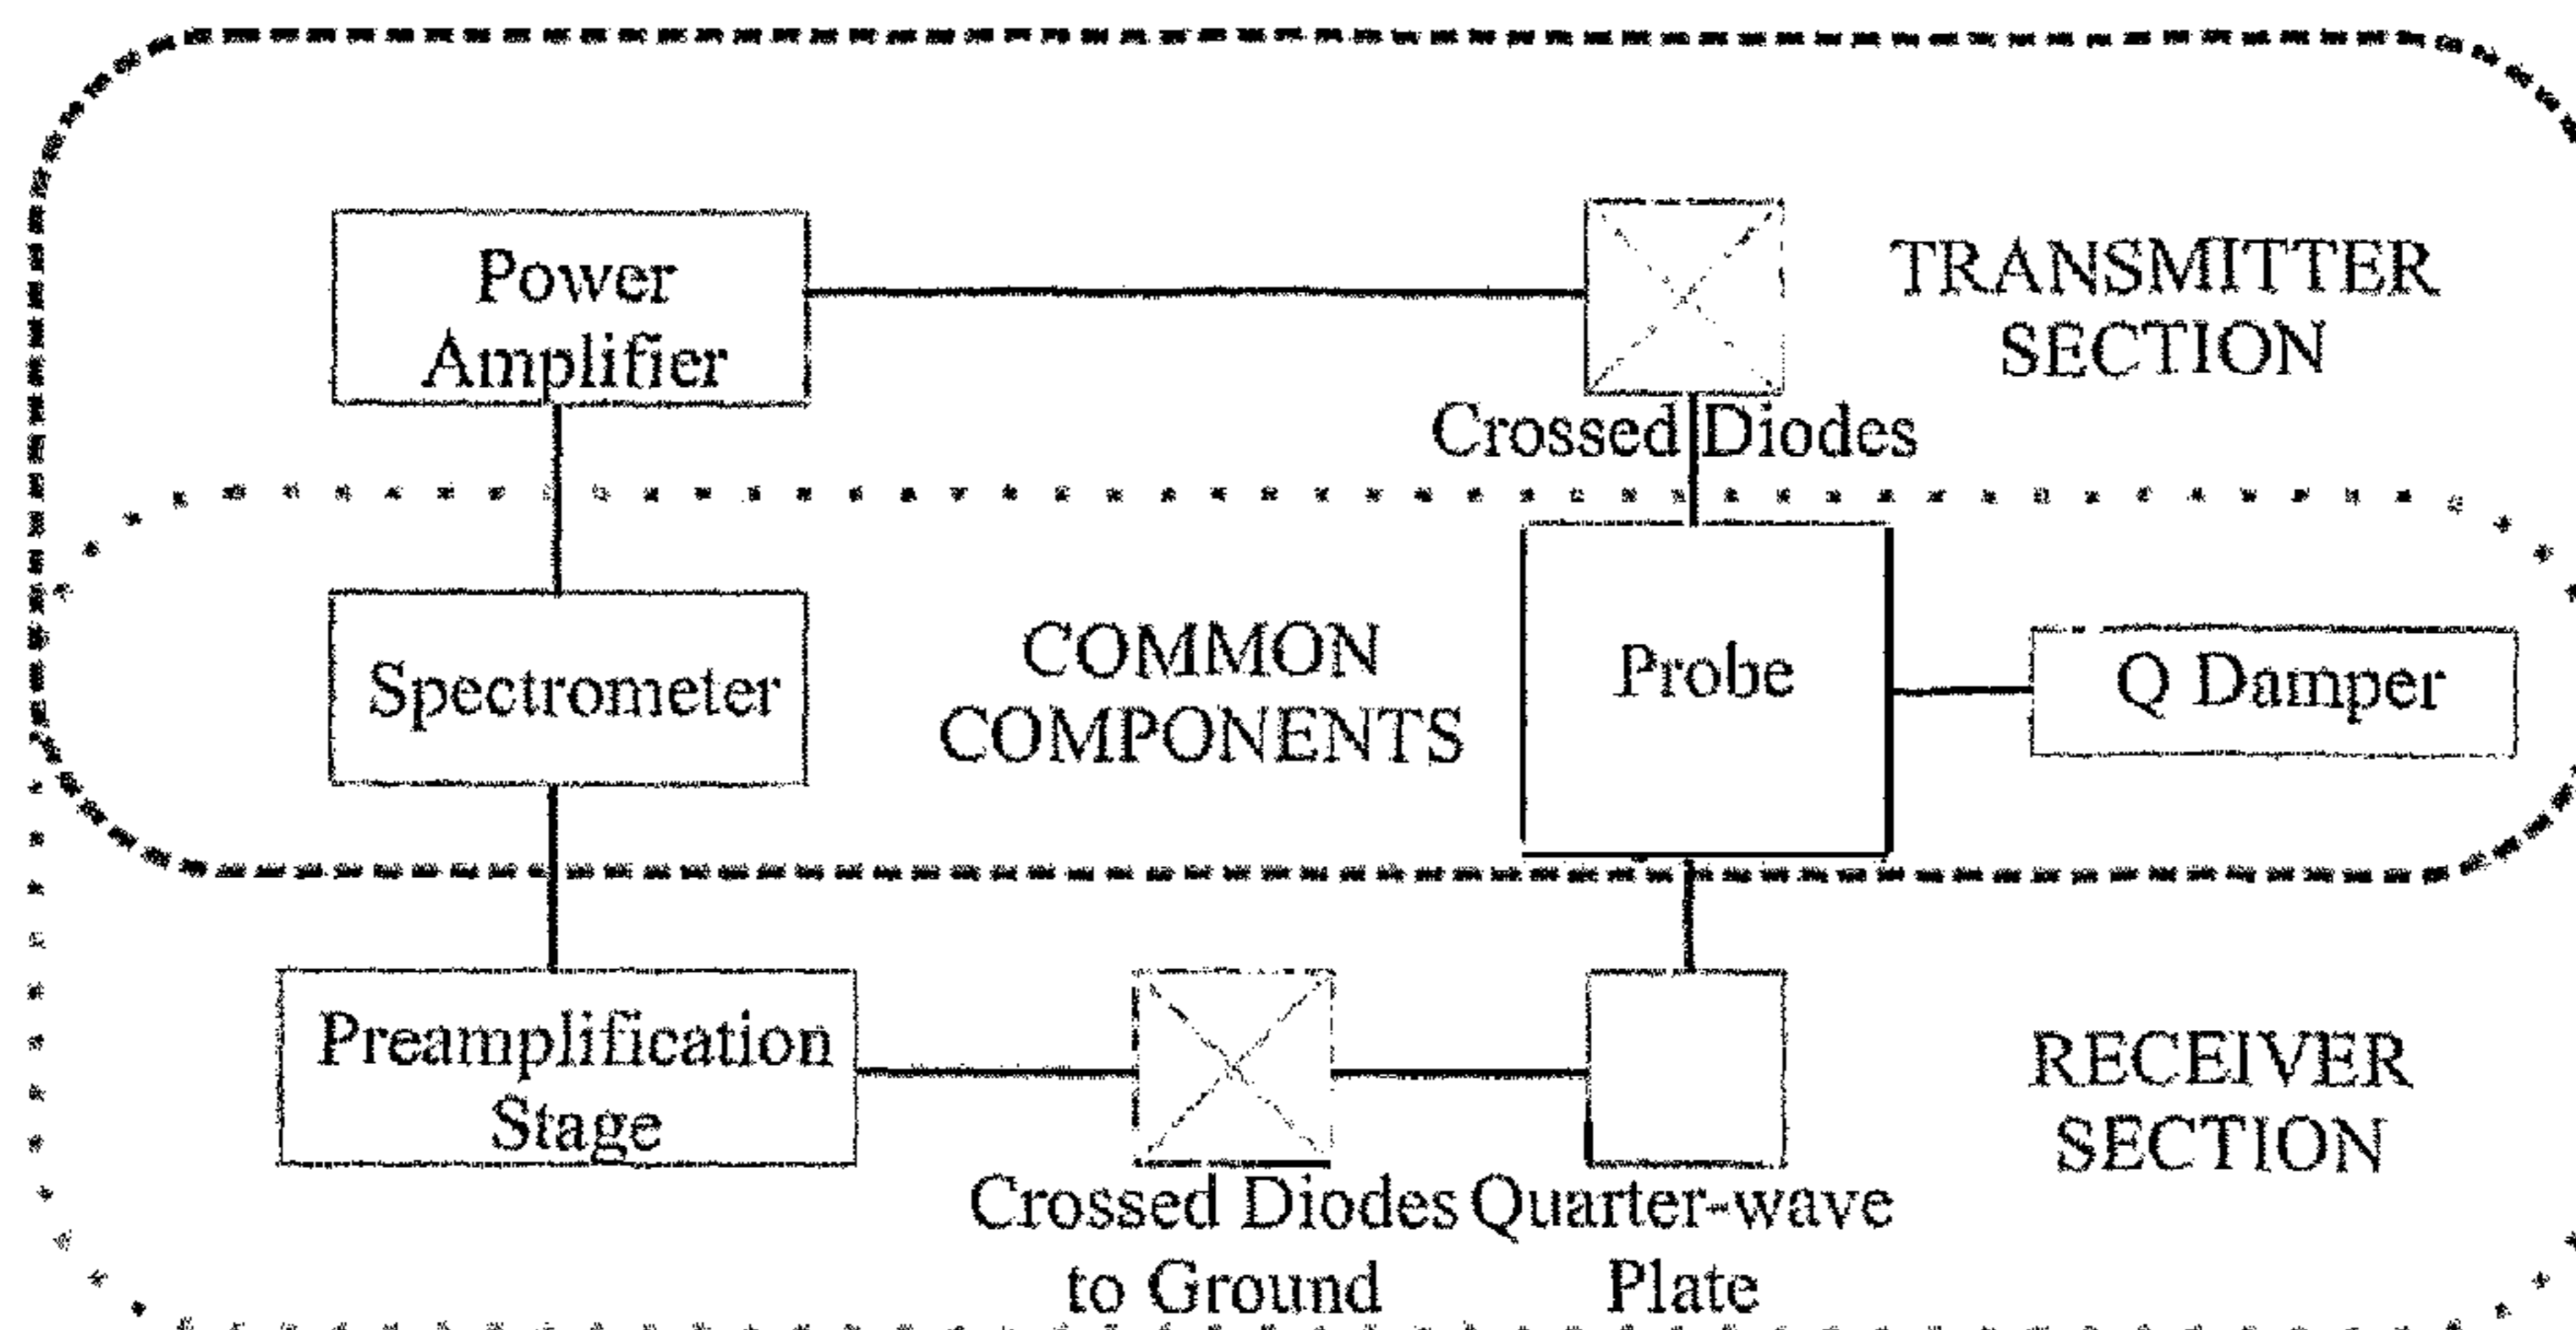 Power
Amplifier
TRANSMITTER
SECTION
Crossed Diodes
Spectrometer
COMMON
COMPONENTS
Probe
Q Damper
Preamplification
Stage
RECEIVER
SECTION
Crossed Diodes
to Ground
Quarter-wave
Plate